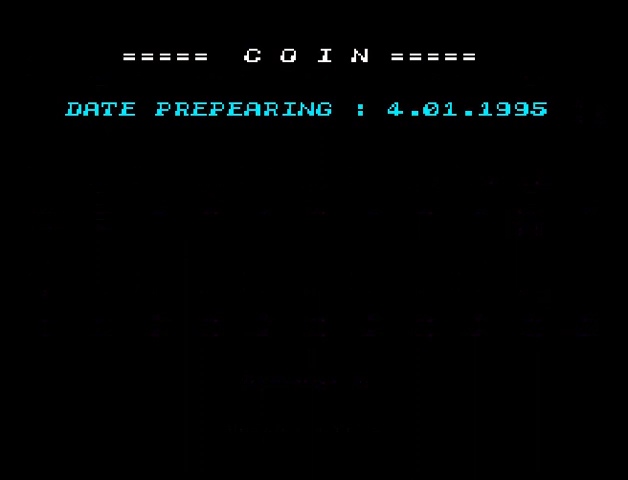 ===== C O I N =====
DATE PREPEARING : 4.01.1995